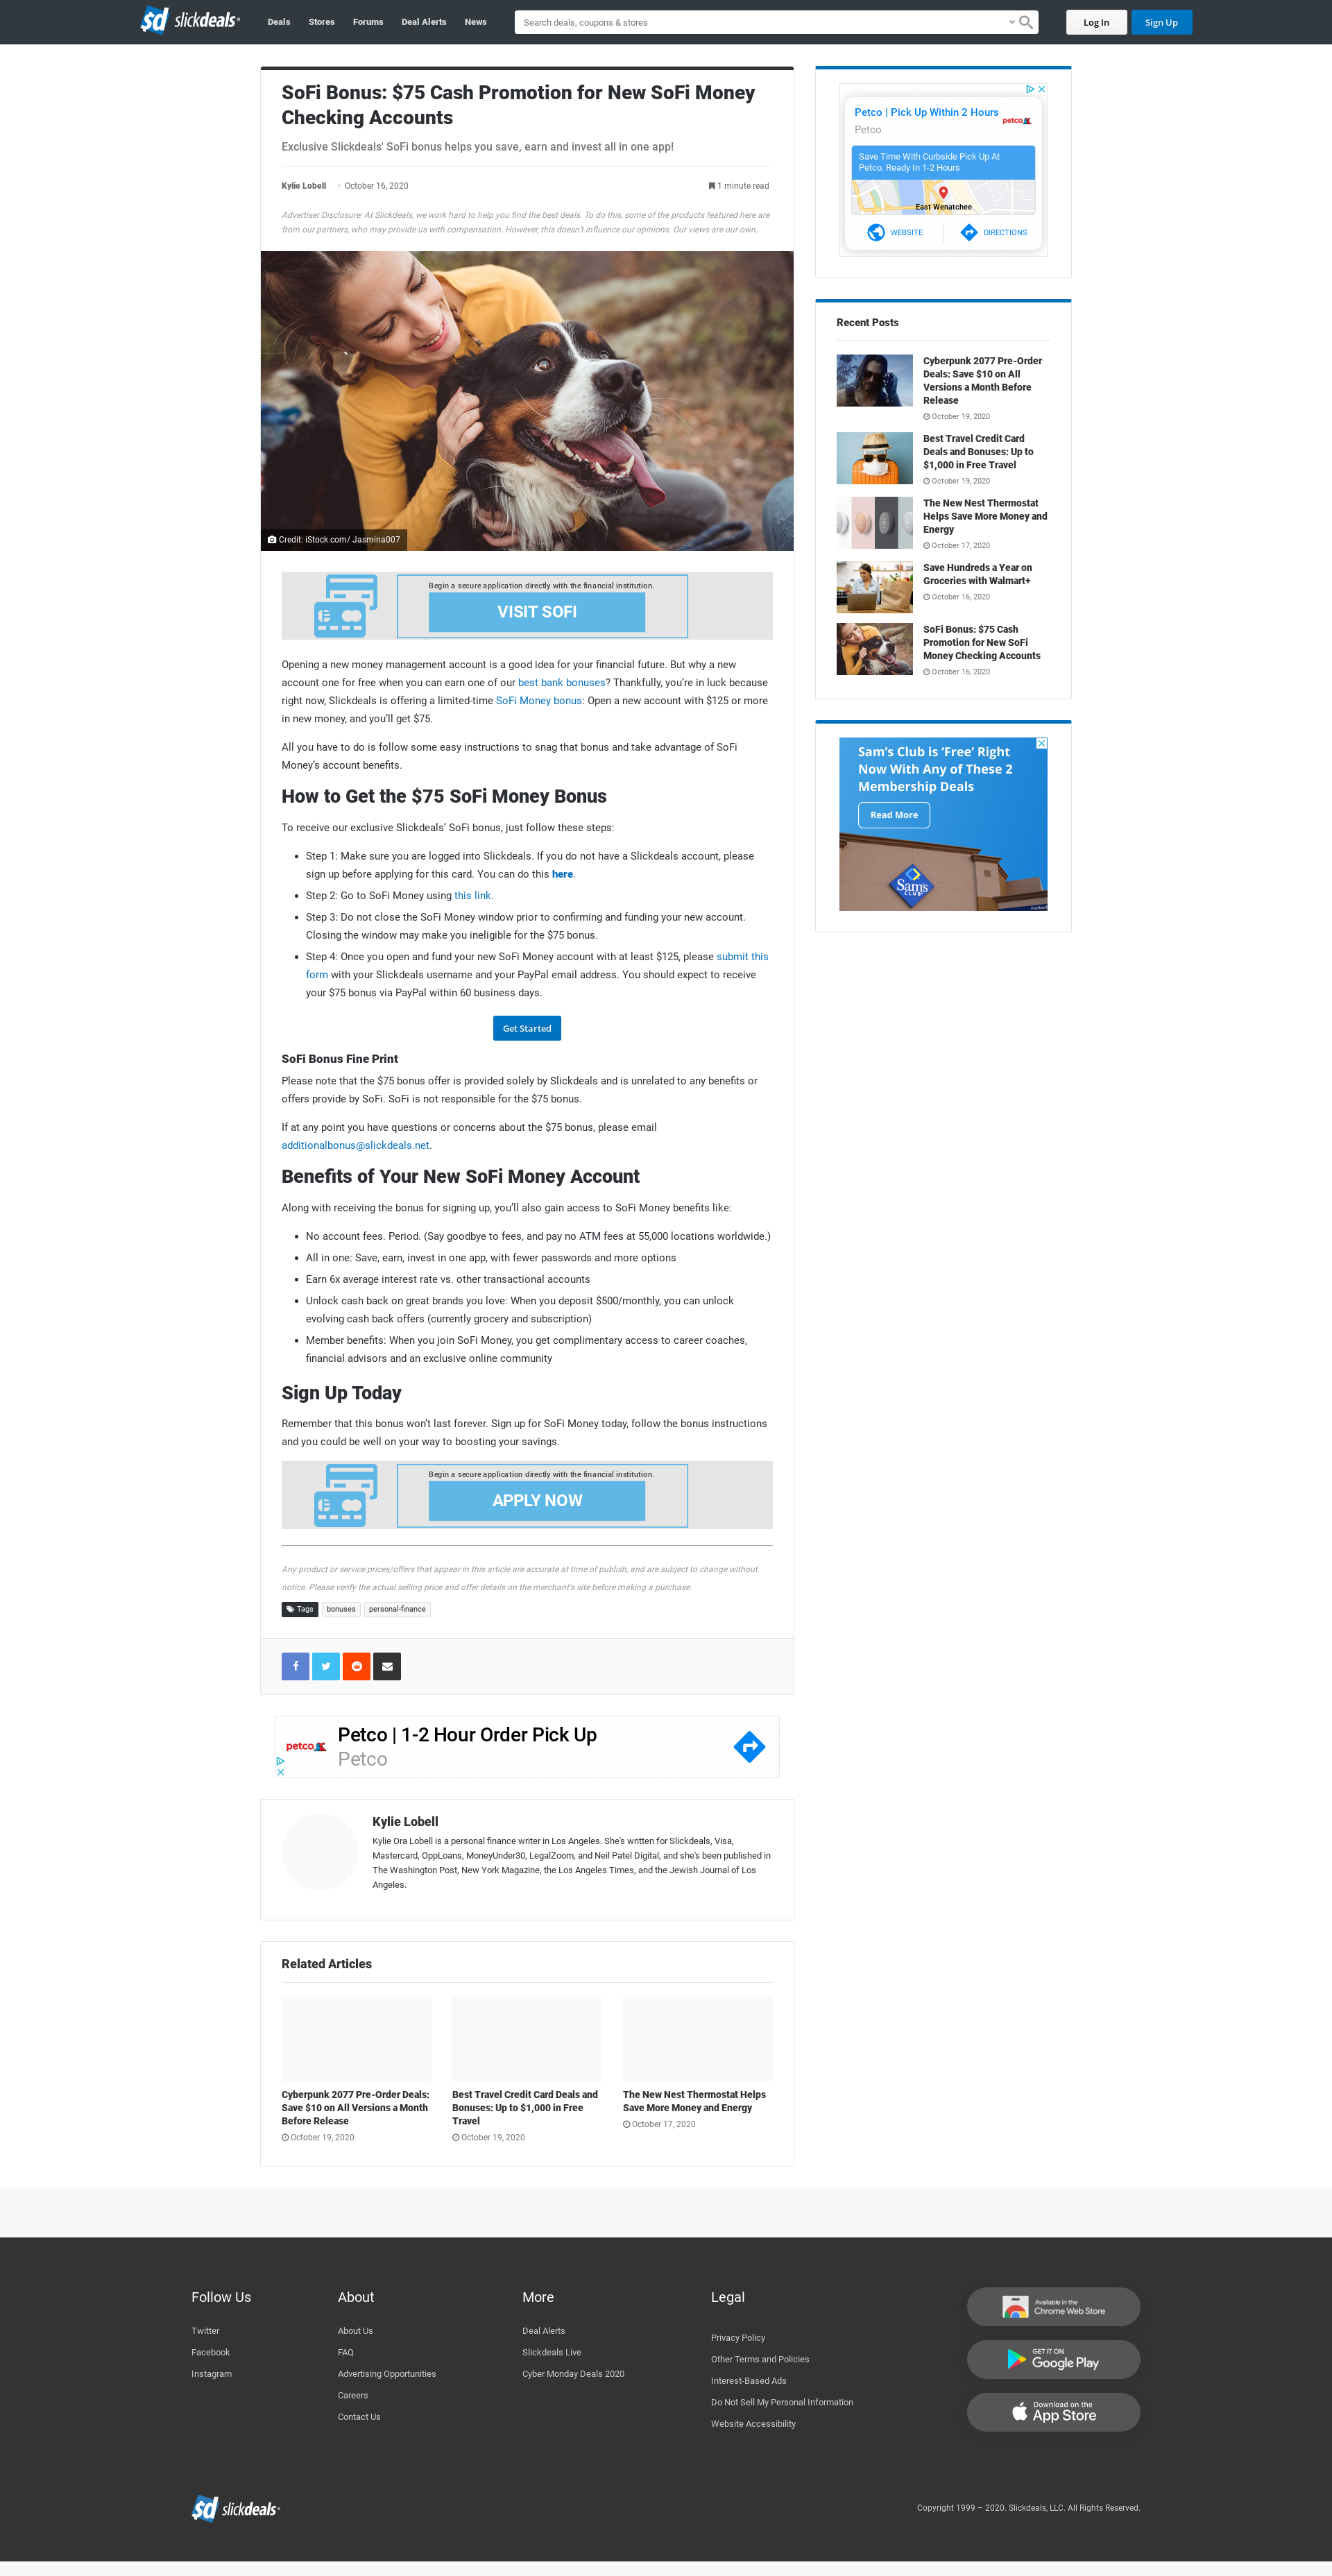 slickdeals
Deals
Stores
Forums
Deal Alerts
News
Search deals, coupons & stores
Log In
Sign Up
SoFi Bonus: $75 Cash Promotion for New SoFi Money
Checking Accounts
Exclusive Slickdeals' SoFi bonus helps you save, earn and invest all in one app!
Kylie Lobell
October 16, 2020
1 minute read
Advertiser Disclosure: At Slickdeals, we work hard to help you find the best deals. To do this, some of the products featured here are
from our partners, who may provide us with compensation. However, this doesn't influence our opinions. Our views are our own.
Credit: iStock.com/ Jasmina007
Begin a secure application directly with the financial institution.
VISIT SOFI
Opening a new money management account is a good idea for your financial future. But why a new
account one for free when you can earn one of our best bank bonuses? Thankfully, you're in luck because
right now, Slickdeals is offering a limited-time SoFi Money bonus: Open a new account with $125 or more
in new money, and you'll get $75.
All you have to do is follow some easy instructions to snag that bonus and take advantage of SoFi
Money's account benefits.
How to Get the $75 SoFi Money Bonus
To receive our exclusive Slickdeals' SoFi bonus, just follow these steps:
Step 1: Make sure you are logged into Slickdeals. If you do not have a Slickdeals account, please
sign up before applying for this card. You can do this here.
Step 2: Go to SoFi Money using this link.
Step 3: Do not close the SoFi Money window prior to confirming and funding your new account.
Closing the window may make you ineligible for the $75 bonus.
Step 4: Once you open and fund your new SoFi Money account with at least $125, please submit this
form with your Slickdeals username and your PayPal email address. You should expect to receive
your $75 bonus via PayPal within 60 business days.
Get Started
SoFi Bonus Fine Print
Please note that the $75 bonus offer is provided solely by Slickdeals and is unrelated to any benefits or
offers provide by SoFi. SoFi is not responsible for the $75 bonus.
If at any point you have questions or concerns about the $75 bonus, please email
additionalbonus@slickdeals.net.
Benefits of Your New SoFi Money Account
Along with receiving the bonus for signing up, you'll also gain access to SoFi Money benefits like:
No account fees. Period. (Say goodbye to fees, and pay no ATM fees at 55,000 locations worldwide.)
All in one: Save, earn, invest in one app, with fewer passwords and more options
Earn 6x average interest rate vs. other transactional accounts
Unlock cash back on great brands you love: When you deposit $500/monthly, you can unlock
evolving cash back offers (currently grocery and subscription)
Member benefits: When you join SoFi Money, you get complimentary access to career coaches,
financial advisors and an exclusive online community
Sign Up Today
Remember that this bonus won't last forever. Sign up for SoFi Money today, follow the bonus instructions
and you could be well on your way to boosting your savings.
Begin a secure application directly with the financial institution.
APPLY NOW
Any product or service prices/offers that appear in this article are accurate at time of publish, and are subject to change without
notice. Please verify the actual selling price and offer details on the merchant's site before making a purchase.
Tags
bonuses
personal-finance
petco
Petco | 1-2 Hour Order Pick Up
Petco
Kylie Lobell
Kylie Ora Lobell is a personal finance writer in Los Angeles. She's written for Slickdeals, Visa,
Mastercard, OppLoans, MoneyUnder30, LegalZoom, and Neil Patel Digital, and she's been published in
The Washington Post, New York Magazine, the Los Angeles Times, and the Jewish Journal of Los
Angeles.
Related Articles
Cyberpunk 2077 Pre-Order Deals:
Save $10 on All Versions a Month
Before Release
October 19, 2020
Best Travel Credit Card Deals and
Bonuses: Up to $1,000 in Free
Travel
October 19, 2020
The New Nest Thermostat Helps
Save More Money and Energy
October 17, 2020
Petco | Pick Up Within 2 Hours
Petco
petco
Save Time With Curbside Pick Up At
Petco. Ready In 1-2 Hours
East Wenatchee
WEBSITE
DIRECTIONS
Recent Posts
Cyberpunk 2077 Pre-Order
Deals: Save $10 on All
Versions a Month Before
Release
October 19, 2020
Best Travel Credit Card
Deals and Bonuses: Up to
$1,000 in Free Travel
October 19, 2020
The New Nest Thermostat
Helps Save More Money and
Energy
October 17, 2020
Save Hundreds a Year on
Groceries with Walmart+
October 16, 2020
SoFi Bonus: $75 Cash
Promotion for New SoFi
Money Checking Accounts
October 16, 2020
Sam's Club is 'Free' Right
Now With Any of These 2
Membership Deals
Read More
Sam's
CLUB
Follow Us
Twitter
Facebook
Instagram
About
About Us
FAQ
Advertising Opportunities
Careers
Contact Us
More
Deal Alerts
Slickdeals Live
Cyber Monday Deals 2020
Legal
Privacy Policy
Other Terms and Policies
Interest-Based Ads
Do Not Sell My Personal Information
Website Accessibility
Available in the
Chrome Web Store
GET IT ON
Google Play
Download on the
App Store
slickdeals
Copyright 1999 – 2020. Slickdeals, LLC. All Rights Reserved.